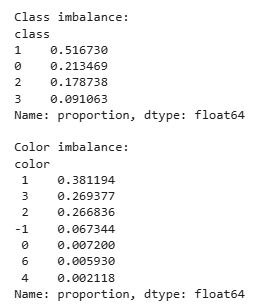 Class imbalance:
class
1    0.516730
0    0.213469
2    0.178738
3    0.091063
Name: proportion, dtype: float64
Color imbalance:
color
 1    0.381194
 3    0.269377
 2    0.266836
-1    0.067344
 0    0.007200
 6    0.005930
 4    0.002118
Name: proportion, dtype: float64